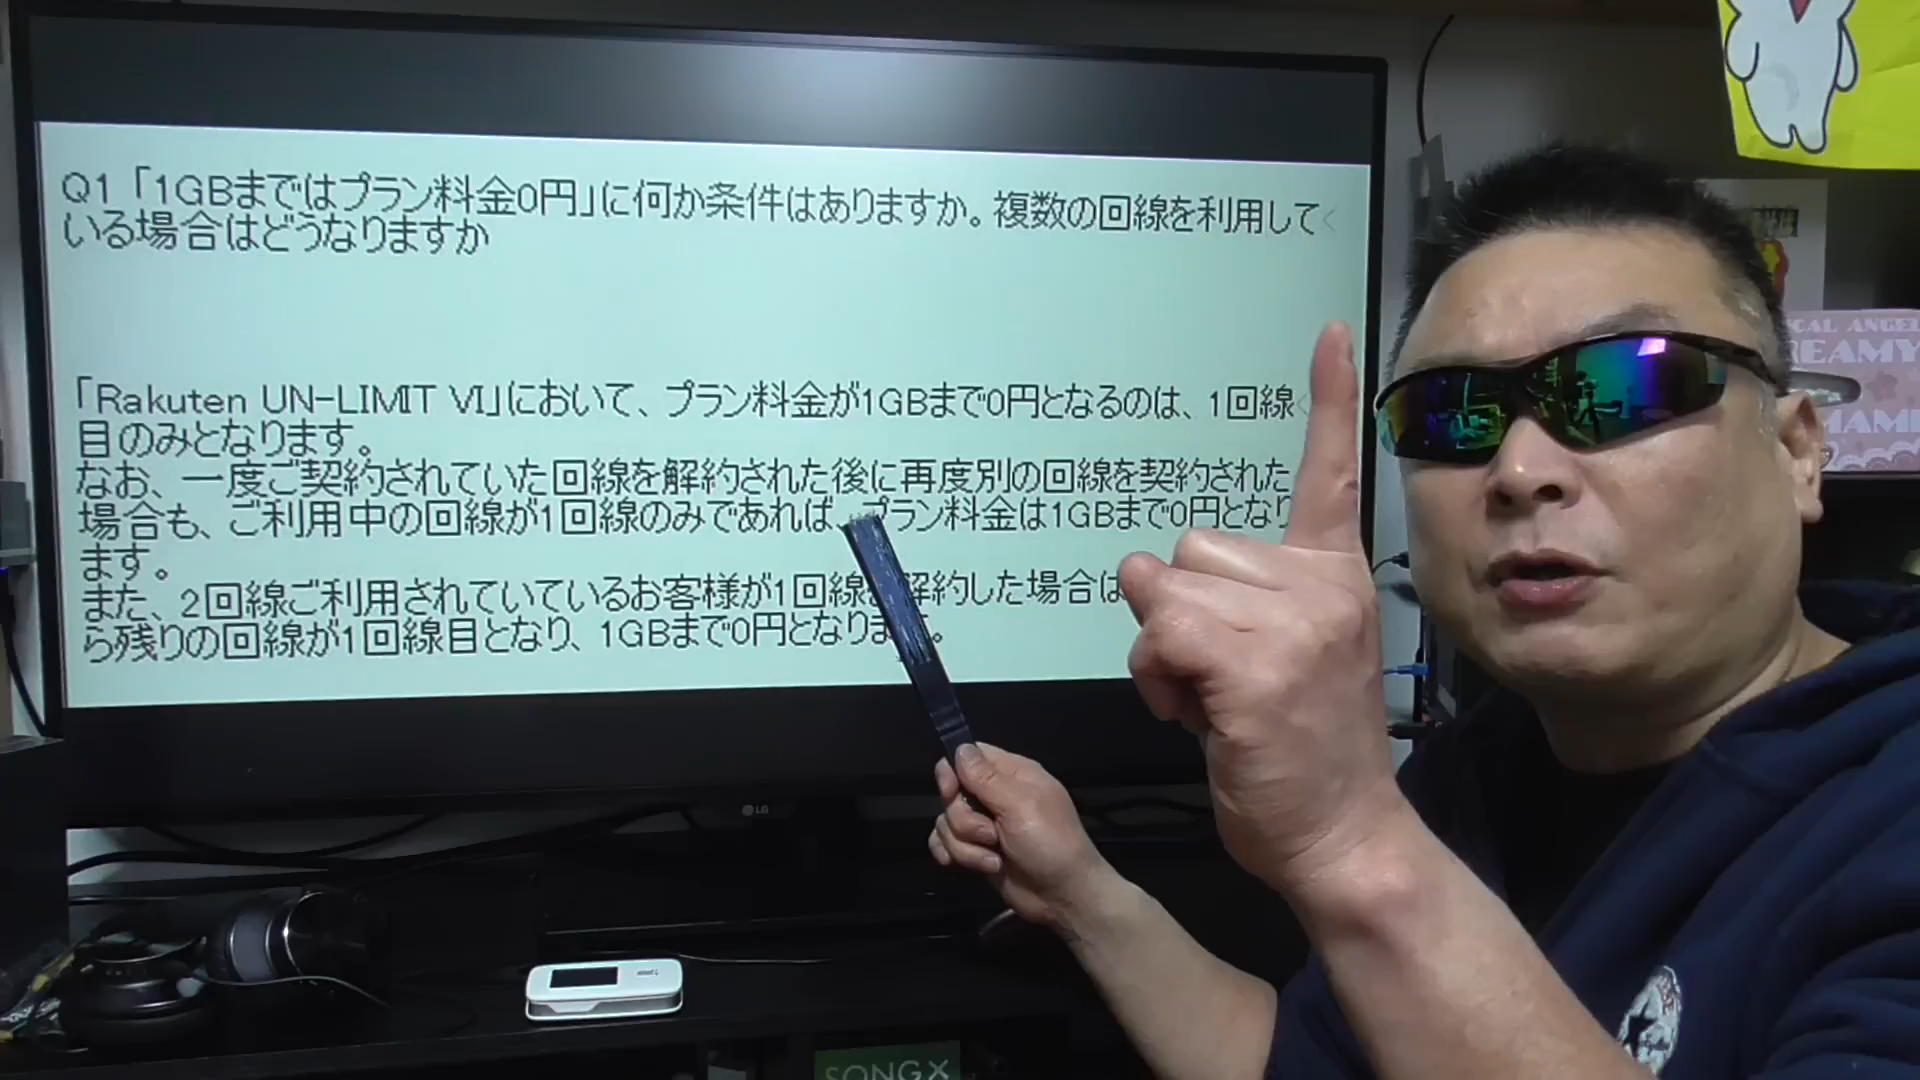 Q1「1GBまではプラン料金0円」に何か条件はありますか。複数の回線を利用して
いる場合はどうなりますか
「Rakuten UN-LIMIT VI」において、プラン料金が1GBまで0円となるのは、1回線
目のみとなります。
なお、一度ご契約されていた回線を解約された後に再度別の回線を契約された
場合も、ご利用中の回線が1回線のみであれば、プラン料金は1GBまで0円となり
ます。
また、2回線ご利用されていているお客様が1回線 解約した場合は
ら残りの回線が1回線目となり、1GBまで0円となります。
LG
SONGX
CAL ANGEL
REAMY
MAMI